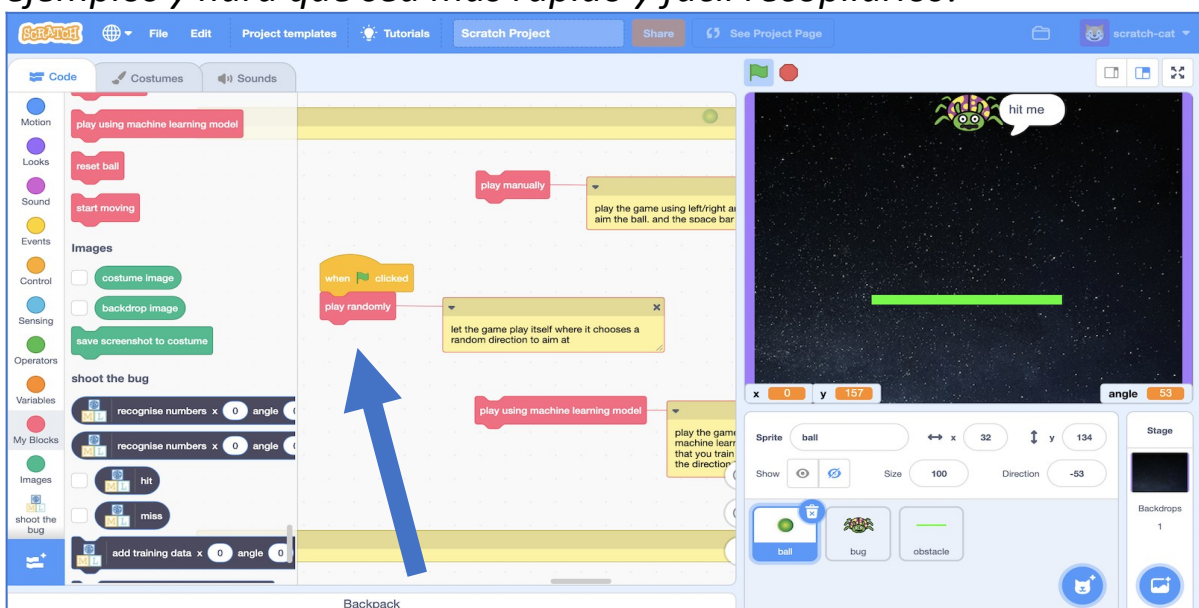 ejemplos y hará que sea más rápido y fácil recopilarlos.
SCRATCH File Edit Project templates Tutorials Scratch Project Share See Project Page scratch-cat
Code Costumes Sounds
Motion
Looks
Sound
Events
Control
Sensing
Operators
Variables
My Blocks
Images
shoot the
bug
play using machine learning model
reset ball
start moving
Images
costume image
backdrop image
save screenshot to costume
shoot the bug
ML recognise numbers x 0 angle
ML recognise numbers x 0 angle
ML hit
ML miss
ML add training data x 0 angle 0
play manually
play the game using left/right
aim the ball. and the space bar
when clicked
play randomly
let the game play itself where it chooses a
random direction to aim at
play using machine learning model
play the game
machine learn
that you train
the direction
Backpack
hit me
x 0 y 157 angle 53
Sprite ball x 32 y 134
Show Size 100 Direction -53
ball bug obstacle
Stage
Backdrops
1